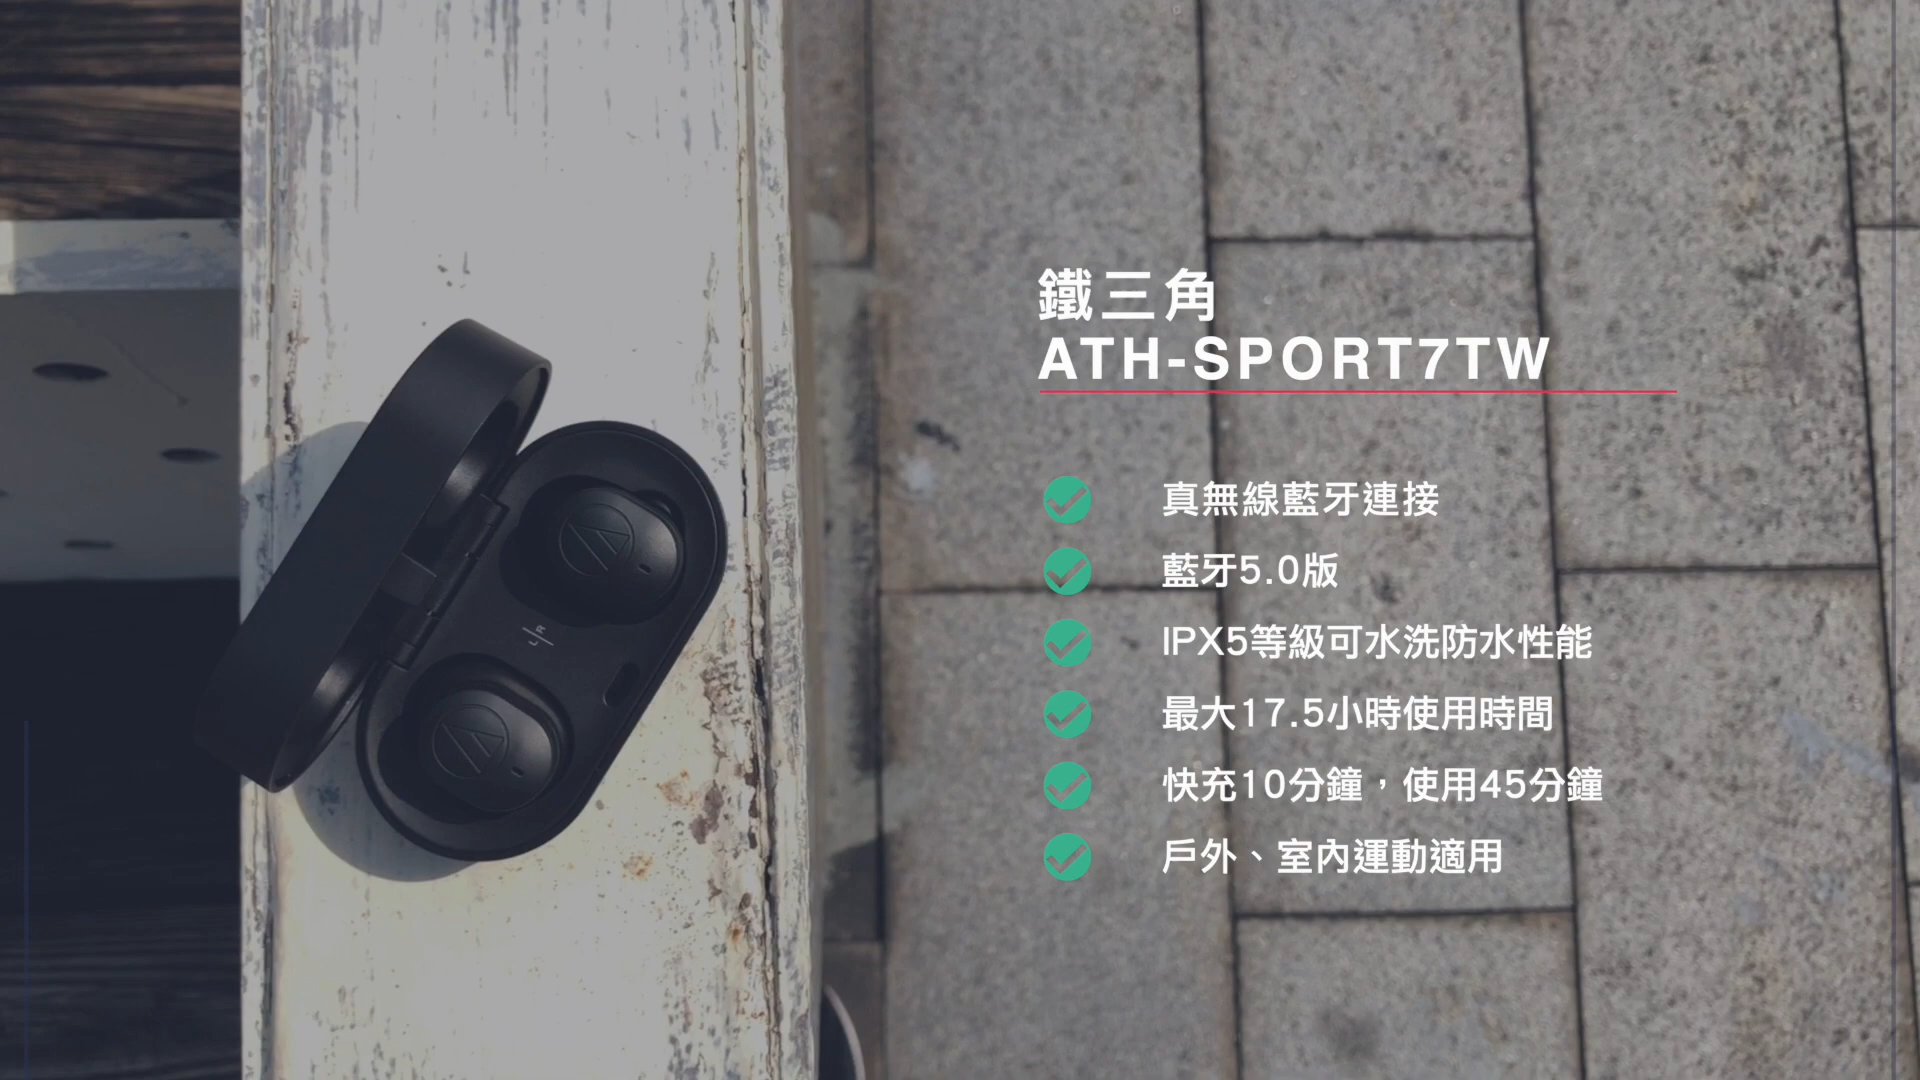 鐵三角
ATH-SPORT7TW
真無線藍牙連接
藍牙5.0版
IPX5等級可水洗防水性能
最大17.5小時使用時間
快充10分鐘，使用45分鐘
戶外、室內運動適用
L R